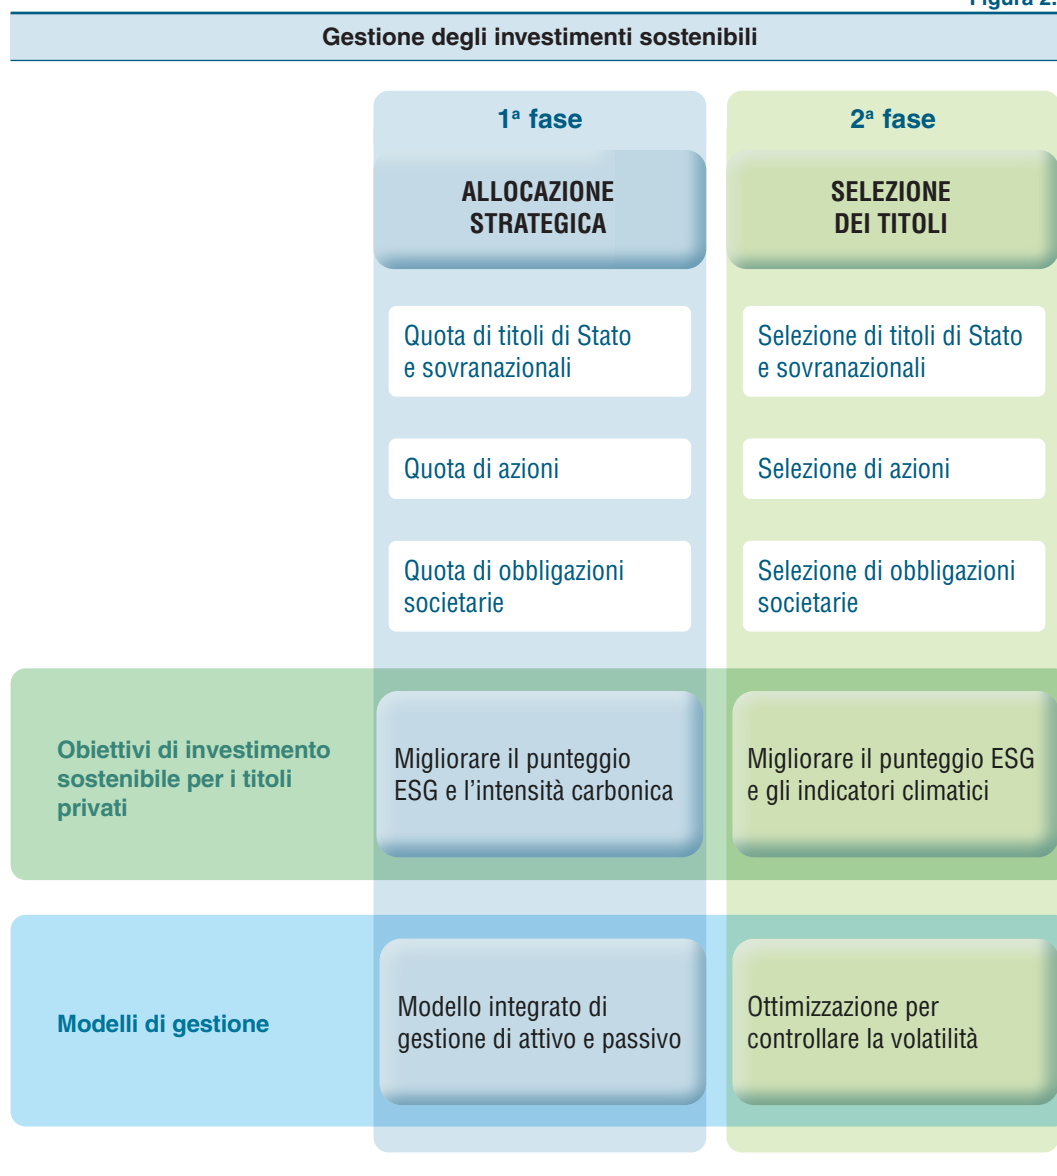 Figura 2.
Gestione degli investimenti sostenibili
1ª fase
ALLOCAZIONE
STRATEGICA
Quota di titoli di Stato
e sovranazionali
Quota di azioni
Quota di obbligazioni
societarie
2ª fase
SELEZIONE
DEI TITOLI
Selezione di titoli di Stato
e sovranazionali
Selezione di azioni
Selezione di obbligazioni
societarie
Obiettivi di investimento
sostenibile per i titoli
privati
Migliorare il punteggio
ESG e l'intensità carbonica
Migliorare il punteggio ESG
e gli indicatori climatici
Modelli di gestione
Modello integrato di
gestione di attivo e passivo
Ottimizzazione per
controllare la volatilità